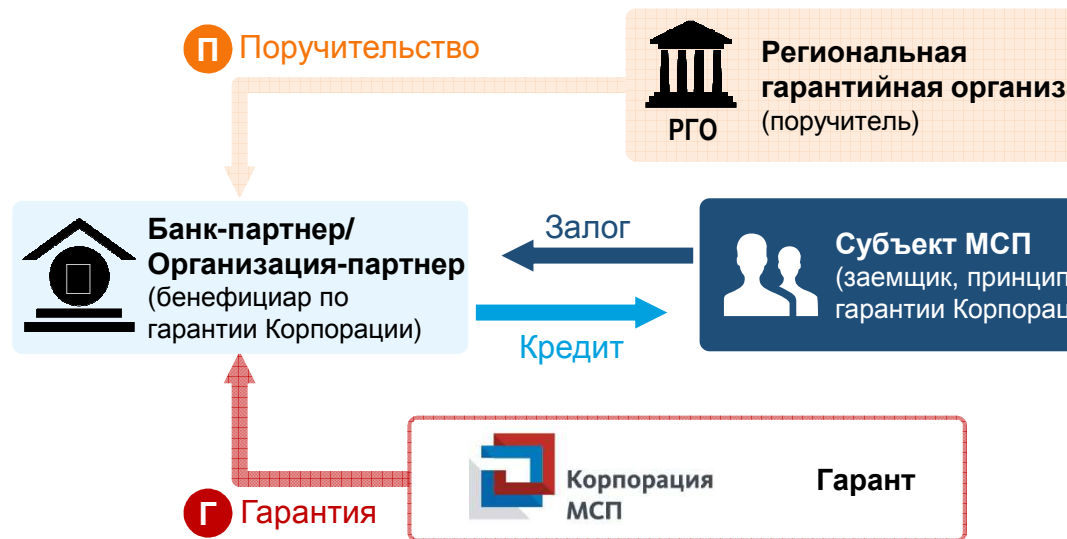 П Поручительство
Региональная
гарантийная организ
(поручитель)
РГО
Банк-партнер/
Организация-партнер
(бенефициар по
гарантии Корпорации)
Залог
Кредит
Субъект МСП
(заемщик, принцип
гарантии Корпорац
Корпорация
МСП
Гарант
Г Гарантия